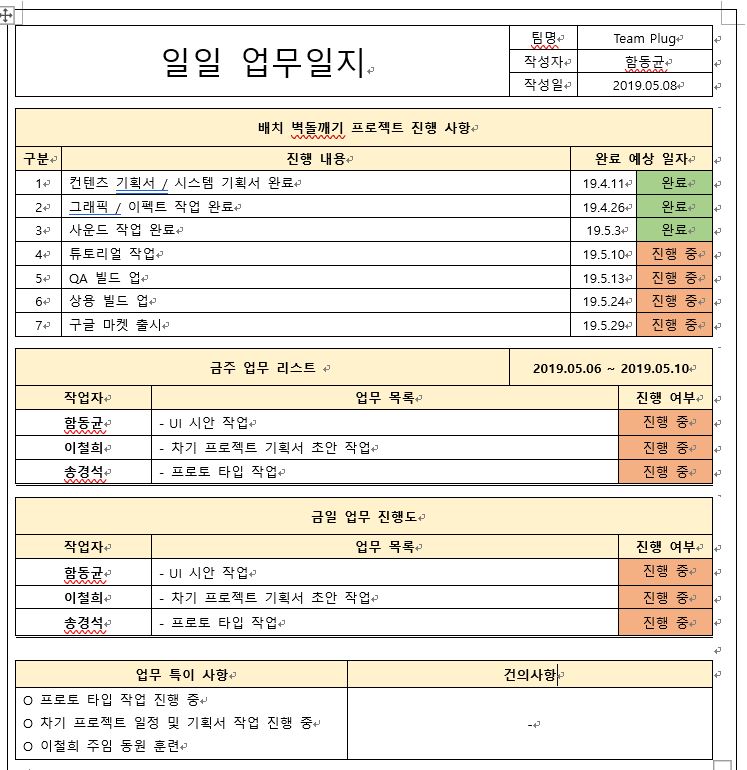 일일 업무일지
팀명 Team Plug
작성자 함동균
작성일 2019.05.08
배치 벽돌깨기 프로젝트 진행 사항
구분 진행 내용 완료 예상 일자
1 컨텐츠 기획서 / 시스템 기획서 완료 19.4.11 완료
2 그래픽 / 이펙트 작업 완료 19.4.26 완료
3 사운드 작업 완료 19.5.3 완료
4 튜토리얼 작업 19.5.10 진행 중
5 QA 빌드 업 19.5.13 진행 중
6 상용 빌드 업 19.5.24 진행 중
7 구글 마켓 출시 19.5.29 진행 중
금주 업무 리스트 2019.05.06 ~ 2019.05.10
작업자 업무 목록 진행 여부
함동균 - UI 시안 작업 진행 중
이철희 - 차기 프로젝트 기획서 초안 작업 진행 중
송경석 - 프로토 타입 작업 진행 중
금일 업무 진행도
작업자 업무 목록 진행 여부
함동균 - UI 시안 작업 진행 중
이철희 - 차기 프로젝트 기획서 초안 작업 진행 중
송경석 - 프로토 타입 작업 진행 중
업무 특이 사항 건의사항
O 프로토 타입 작업 진행 중
O 차기 프로젝트 일정 및 기획서 작업 진행 중 -
O 이철희 주임 동원 훈련